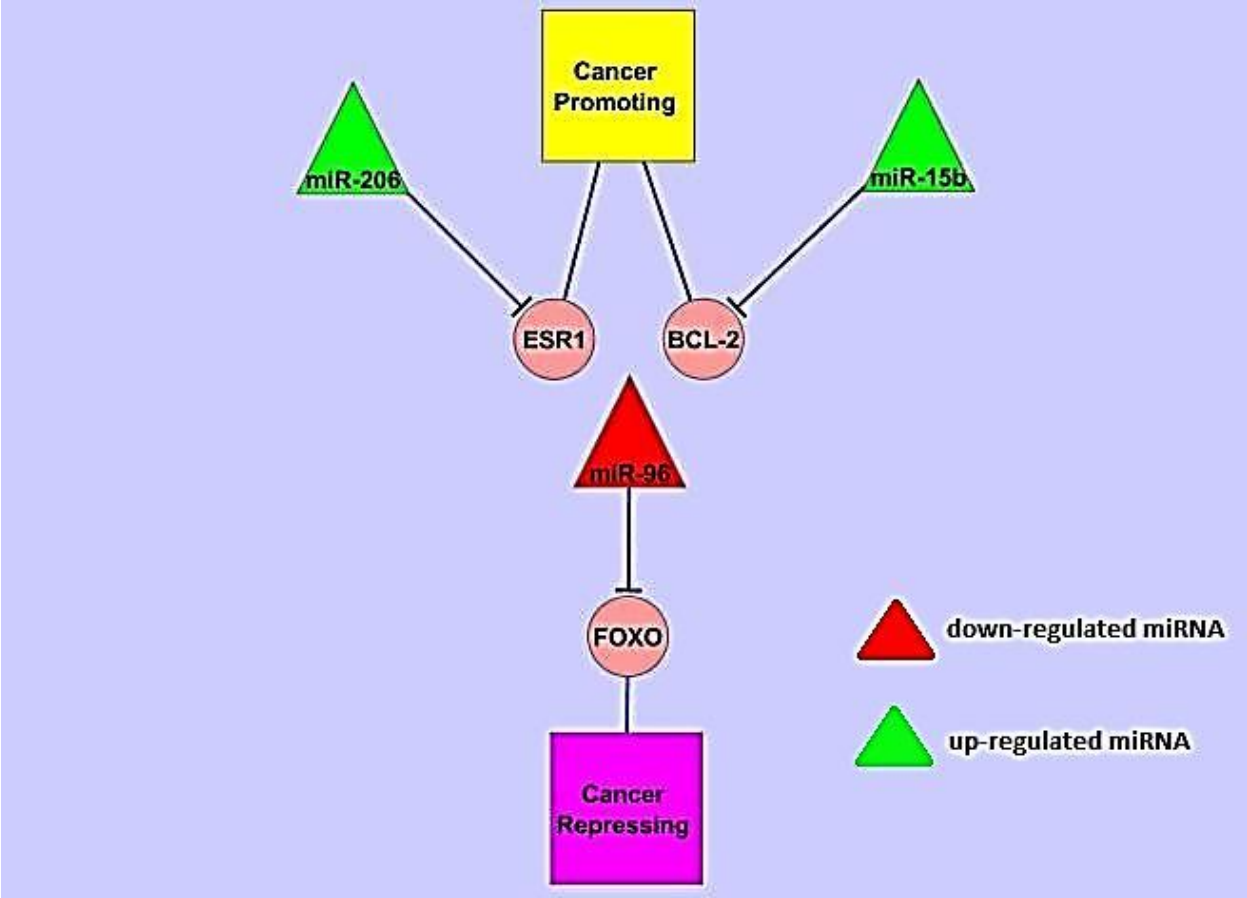 Cancer
Promoting
miR-206
miR-15b
ESR1
BCL-2
miR-96
FOXO
down-regulated miRNA
up-regulated miRNA
Cancer
Repressing